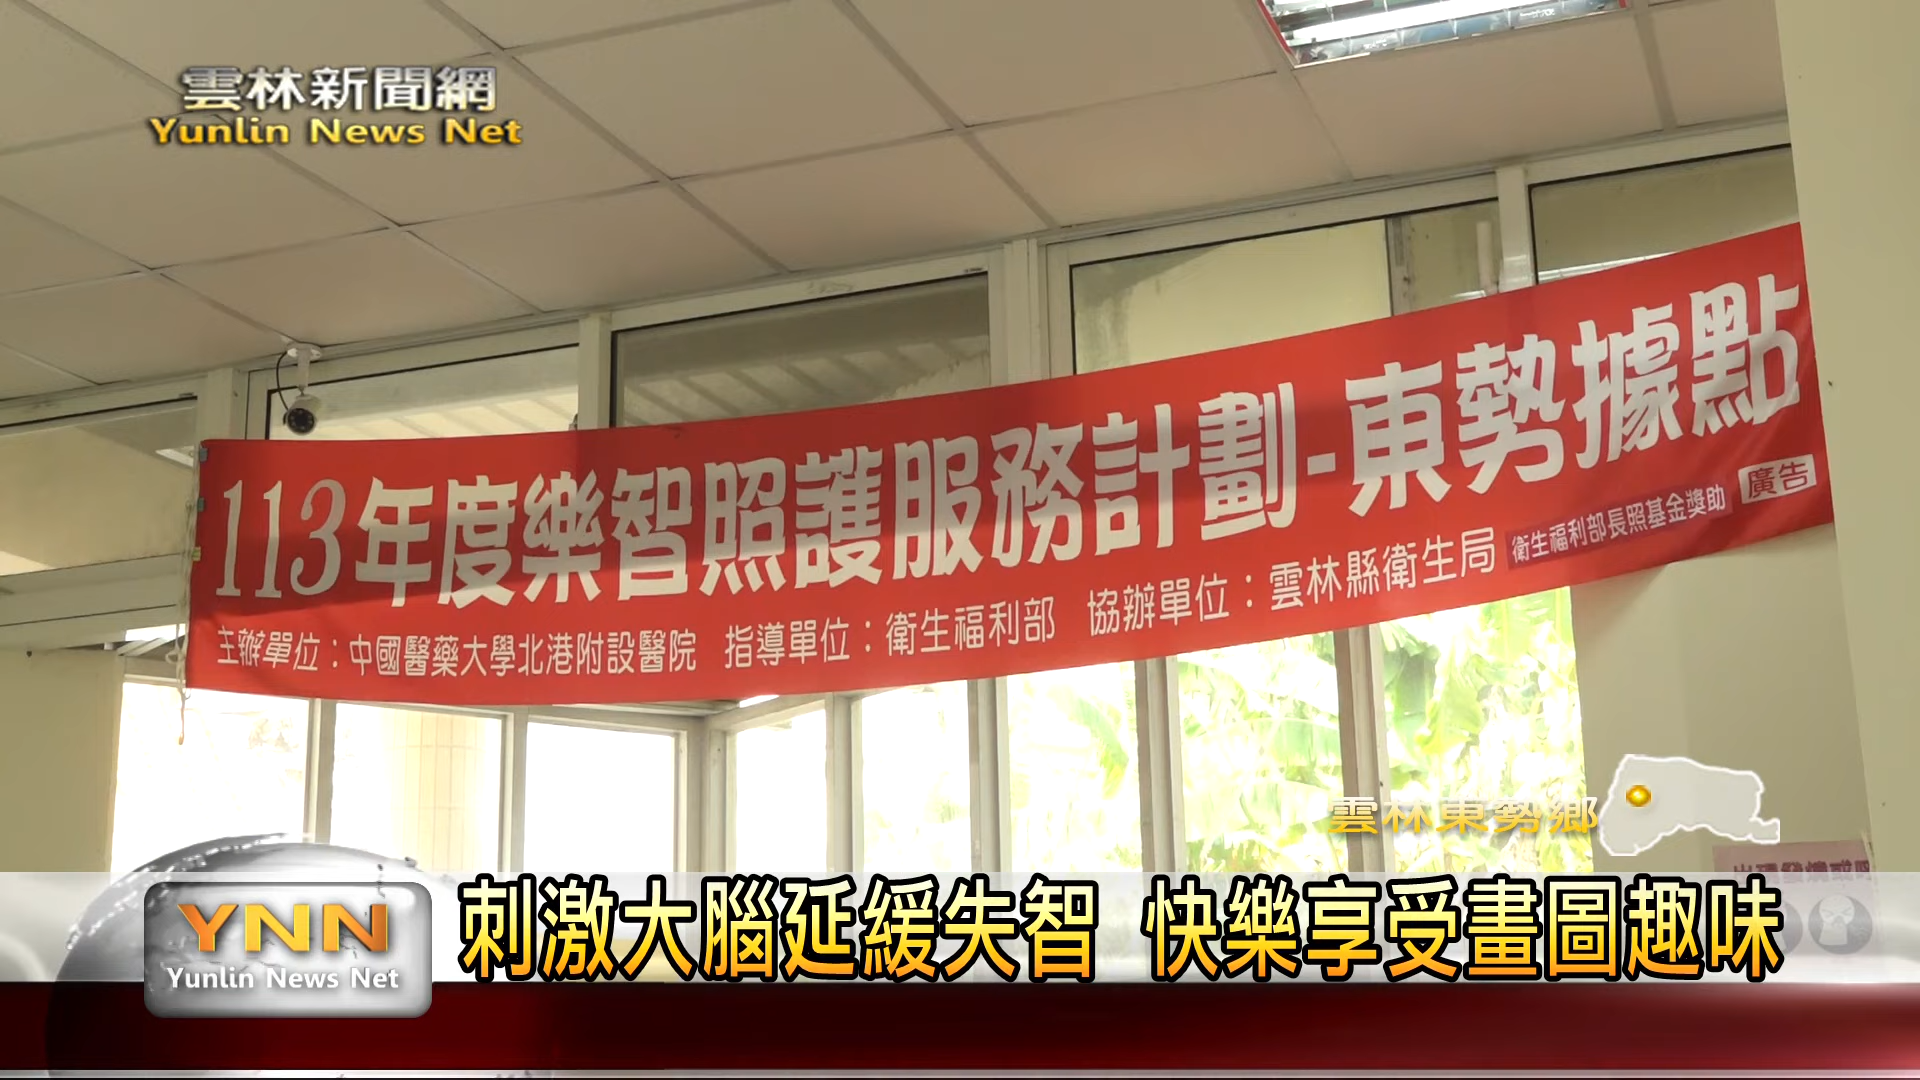 雲林新聞網
Yunlin News Net
113年度樂智照護服務計劃-東勢據點
主辦單位：中國醫藥大學北港附設醫院 指導單位：衛生福利部 協辦單位：雲林縣衛生局 衛生福利部長照基金獎助 廣告
雲林東勢鄉
刺激大腦延緩失智 快樂享受畫圖趣味
YNN
Yunlin News Net